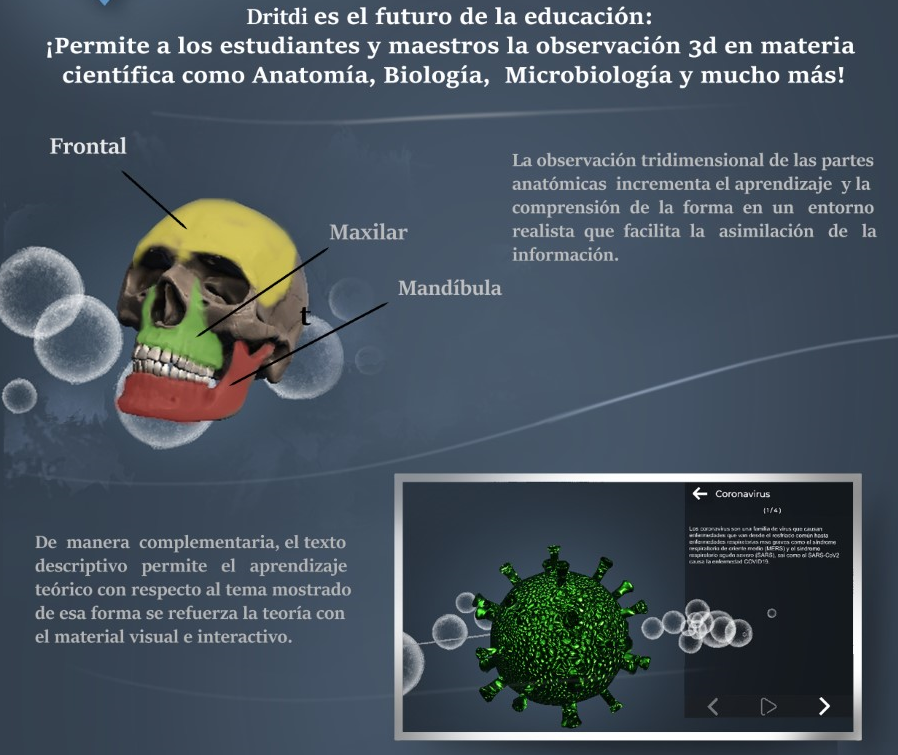 Dritdi es el futuro de la educación:
¡Permite a los estudiantes y maestros la observación 3d en materia
científica como Anatomía, Biología, Microbiología y mucho más!
Frontal
Maxilar
Mandíbula
t
La observación tridimensional de las partes
anatómicas incrementa el aprendizaje y la
comprensión de la forma en un entorno
realista que facilita la asimilación de la
información.
De manera complementaria, el texto
descriptivo permite el aprendizaje
teórico con respecto al tema mostrado
de esa forma se refuerza la teoría con
el material visual e interactivo.
Coronavirus
(1/4)
Los coronavirus son una familia de virus que causan
enfermedades que van desde el resfriado común hasta
enfermedades respiratorias mas graves como el síndrome
respiratorio de oriente medio (MERS) y el síndrome
respiratorio agudo severo (SARS), así como el SARS-CoV2
causa la enfermedad COVID19.